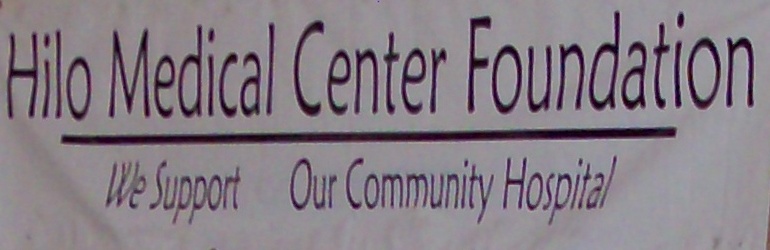 Hilo Medical Center Foundation
We Support Our Community Hospital